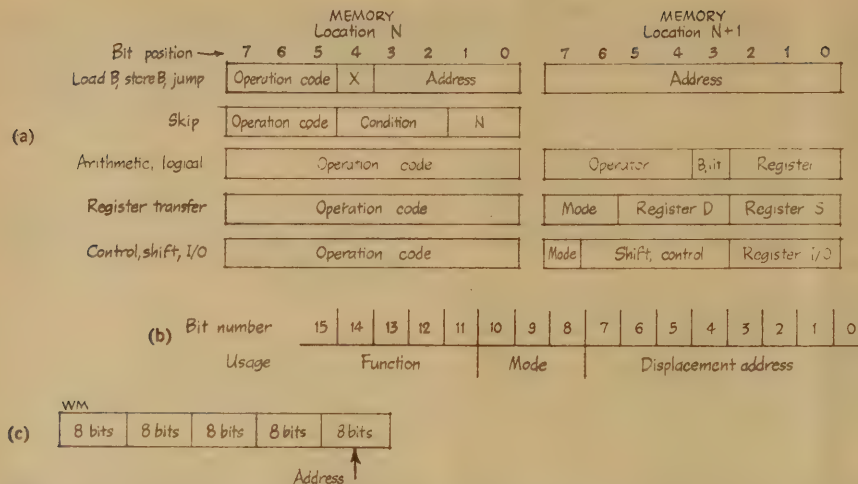 MEMORY MEMORY
Location N Location N+1
Bit position → 7 6 5 4 3 2 1 0 7 6 5 4 3 2 1 0
Load B, store B, jump Operation code X Address Address
(a)
Skip Operation code Condition N
Arithmetic, logical Operation code Operator B, it Register
Register transfer Operation code Mode Register D Register S
Control, shift, I/O Operation code Mode Shift, control Register I/O
(b) Bit number 15 14 13 12 11 10 9 8 7 6 5 4 3 2 1 0
Usage Function Mode Displacement address
WM
(c) 8 bits 8 bits 8 bits 8 bits 8 bits
Address